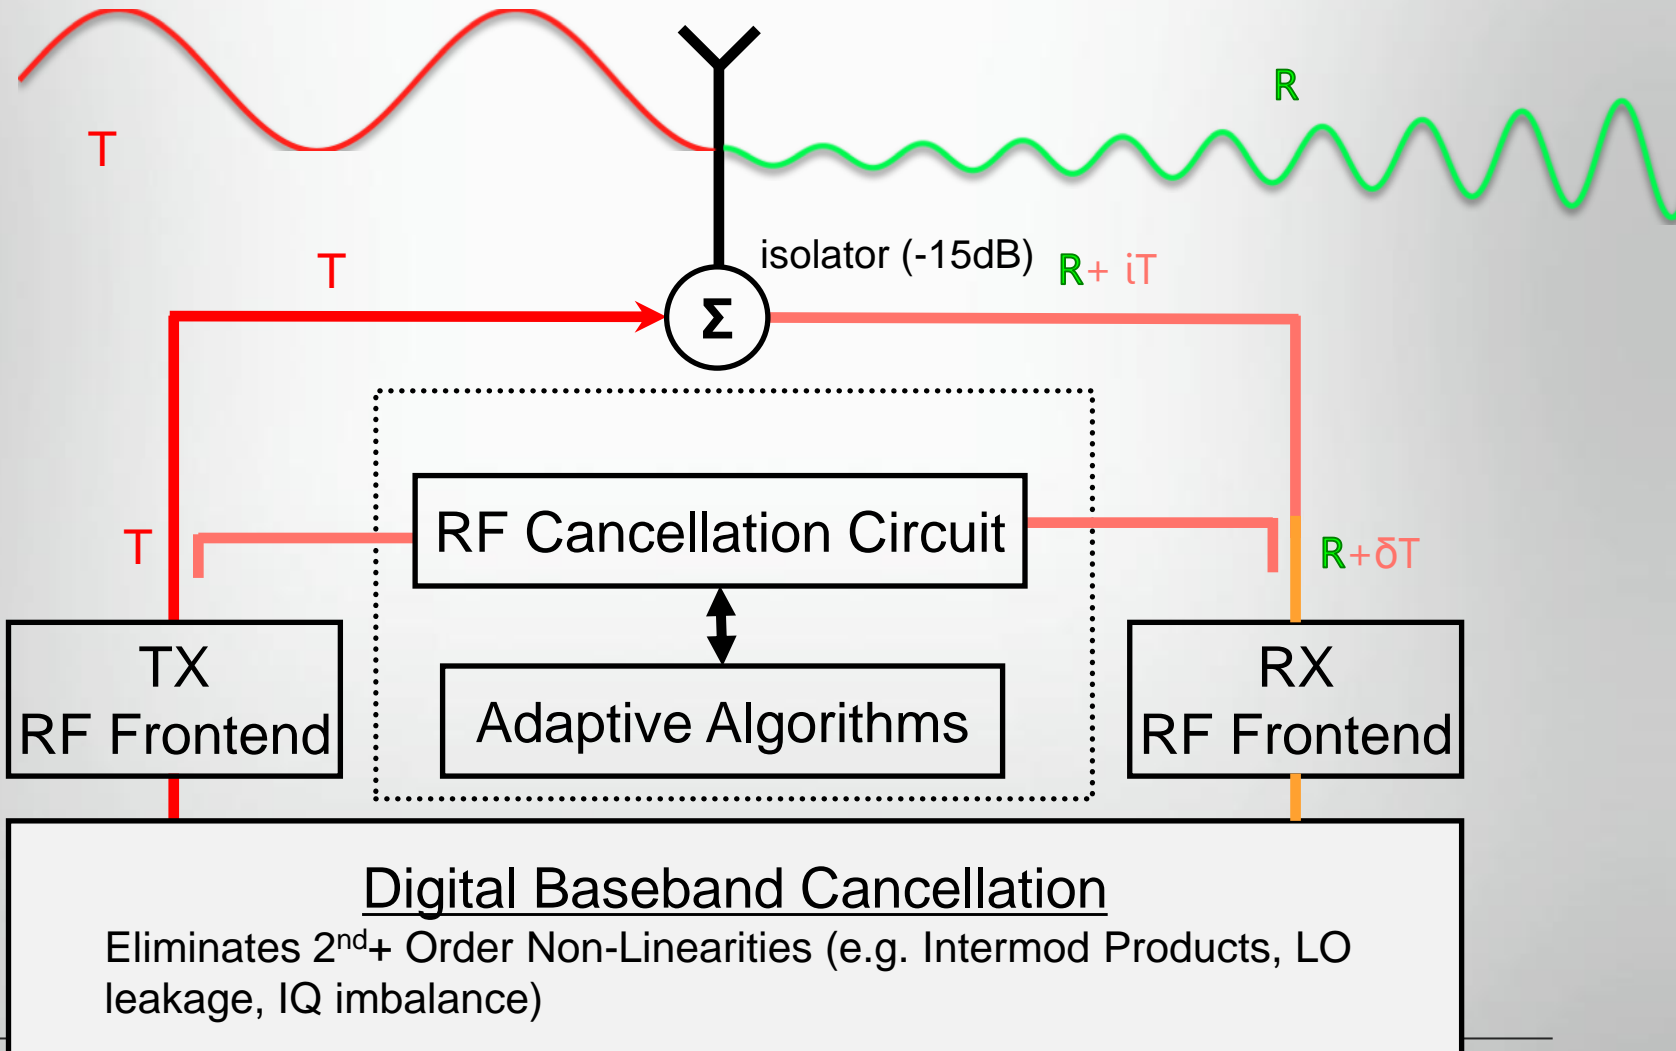 R
T
isolator (-15dB)
R+ iT
T
Σ
RF Cancellation Circuit
T
R+δT
TX
RF Frontend
RX
RF Frontend
Adaptive Algorithms
Digital Baseband Cancellation
Eliminates 2nd+ Order Non-Linearities (e.g. Intermod Products, LO
leakage, IQ imbalance)